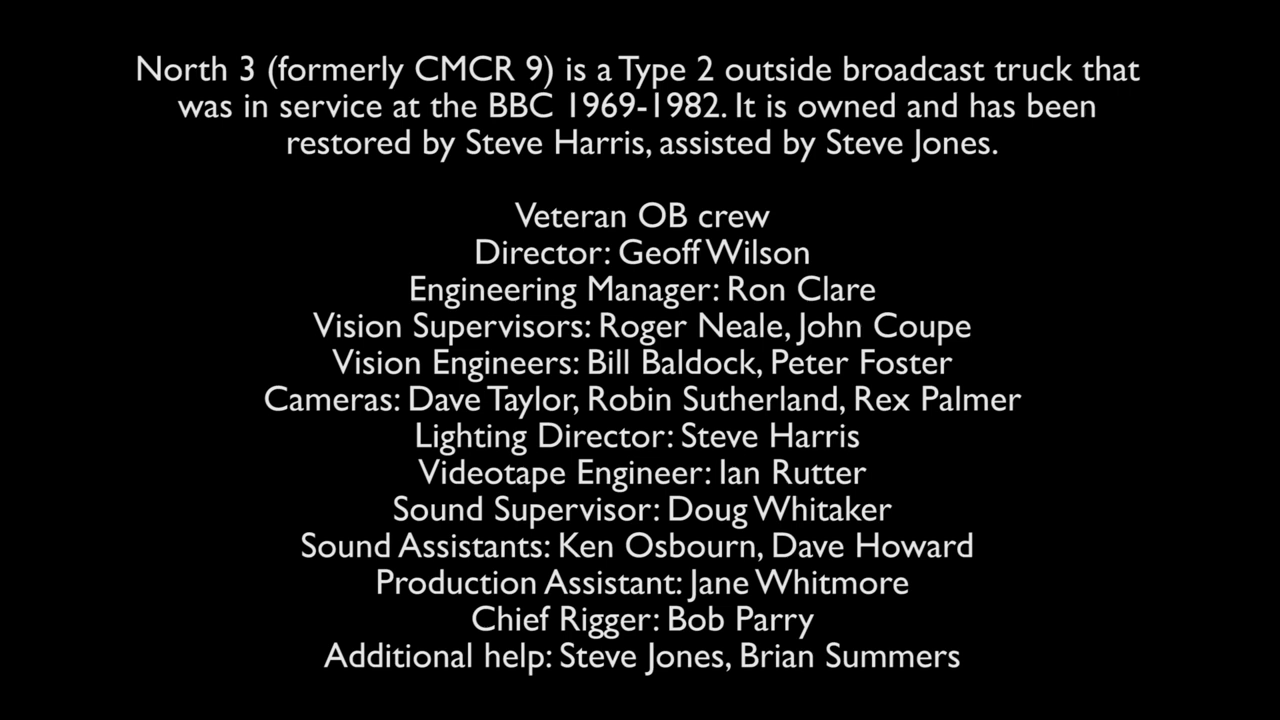 North 3 (formerly CMCR 9) is a Type 2 outside broadcast truck that
was in service at the BBC 1969-1982. It is owned and has been
restored by Steve Harris, assisted by Steve Jones.
Veteran OB crew
Director: Geoff Wilson
Engineering Manager: Ron Clare
Vision Supervisors: Roger Neale, John Coupe
Vision Engineers: Bill Baldock, Peter Foster
Cameras: Dave Taylor, Robin Sutherland, Rex Palmer
Lighting Director: Steve Harris
Videotape Engineer: Ian Rutter
Sound Supervisor: Doug Whitaker
Sound Assistants: Ken Osbourn, Dave Howard
Production Assistant: Jane Whitmore
Chief Rigger: Bob Parry
Additional help: Steve Jones, Brian Summers